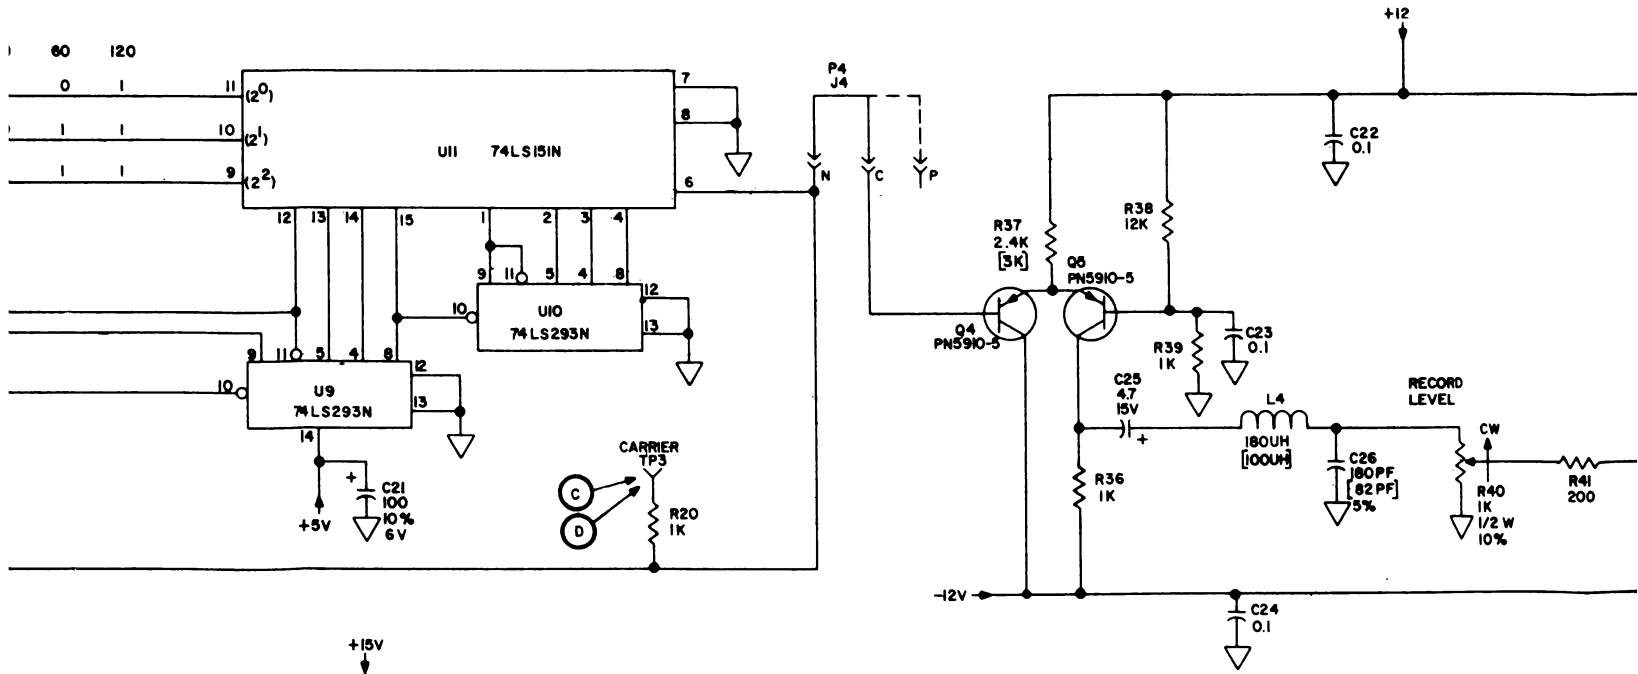 +12
60 120
0 1 11 (2⁰)
1 1 10 (2¹)
1 1 9 (2²)
U11 74LS151N
7
8
6
12 13 14 15 1 2 3 4
P4
J4
N C P
C22
0.1
R37
2.4K
[3K]
R38
12K
Q5
PN5910-5
Q4
PN5910-5
9 11 5 4 8
10
U10
74LS293N
12
13
9 11 5 4 8
10
U9
74LS293N
12
13
14
R39
1K
C23
0.1
C25
4.7
15V
+
L4
180UH
[100UH]
RECORD
LEVEL
CW
C26
180PF
[82PF]
5%
R40
1K
1/2 W
10%
R41
200
R36
1K
+
C21
100
10%
6V
+5V
CARRIER
TP3
C
D
R20
1K
-12V
C24
0.1
+15V